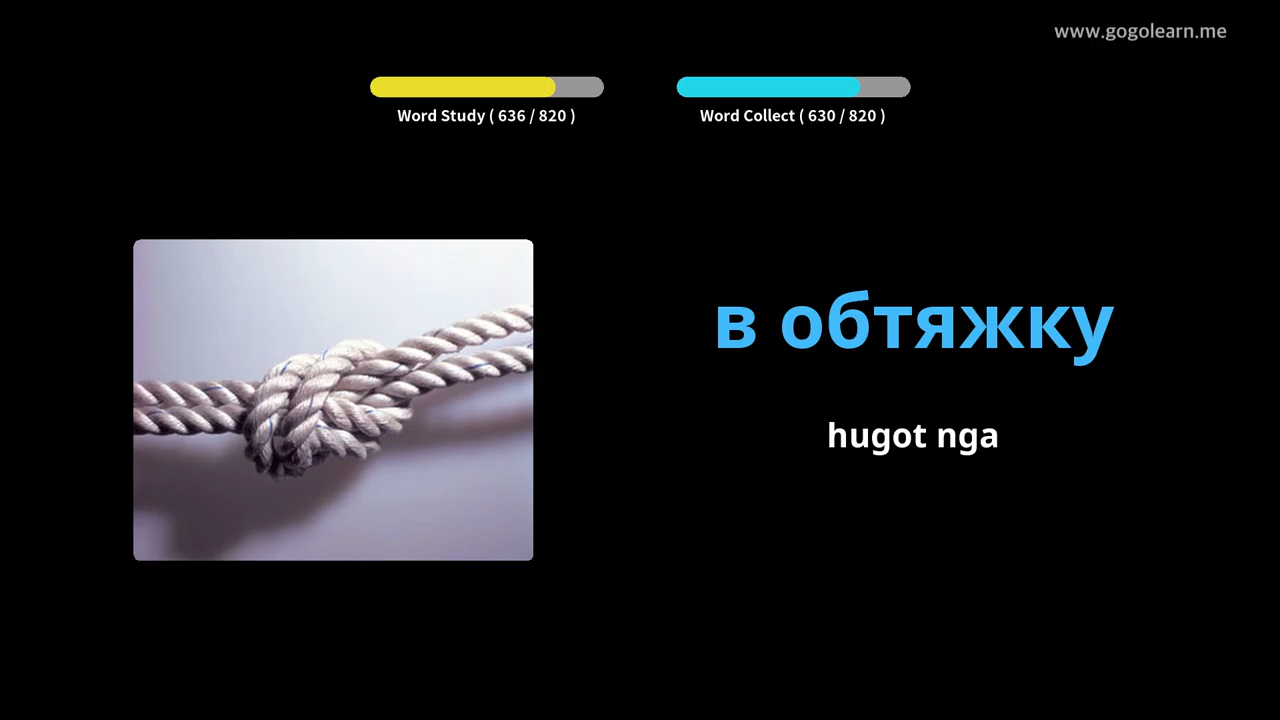 www.gogolearn.me
Word Study ( 636 / 820 )
Word Collect ( 630 / 820 )
в обтяжку
hugot nga